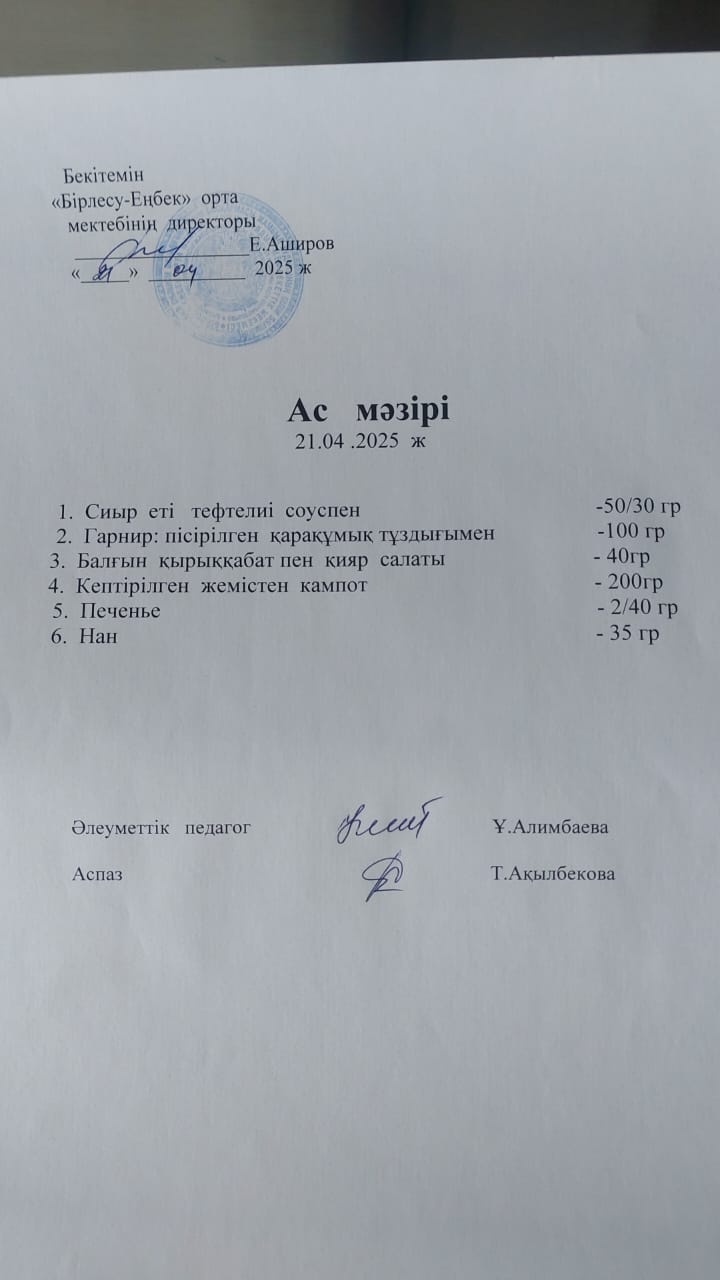 Бекітемін
«Бірлесу-Еңбек» орта
мектебінің директоры
Е.Аширов
«21» 04 2025 ж
Ас мәзірі
21.04 .2025 ж
1. Сиыр еті тефтелиі соуспен -50/30 гр
2. Гарнир: пісірілген қарақұмық тұздығымен -100 гр
3. Балғын қырыққабат пен қияр салаты - 40гр
4. Кептірілген жемістен кампот - 200гр
5. Печенье - 2/40 гр
6. Нан - 35 гр
Әлеуметтік педагог Ұ.Алимбаева
Аспаз Т.Ақылбекова